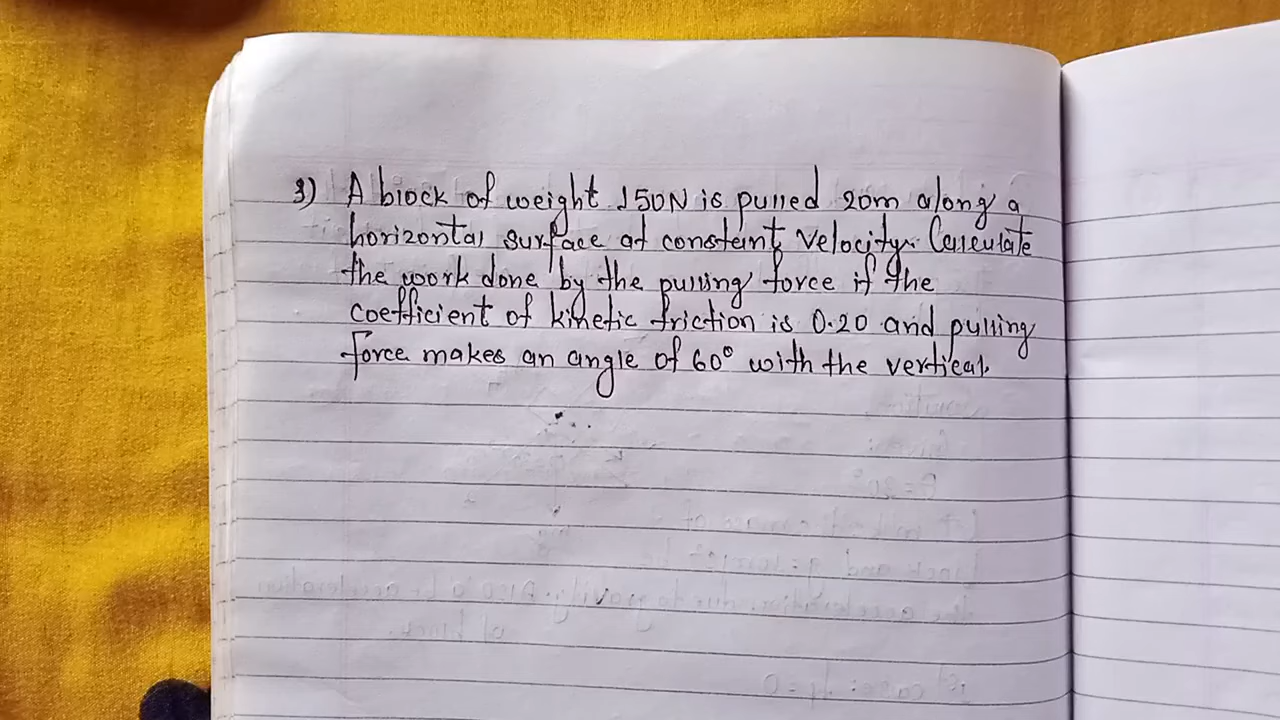 3) A block of weight 150N is pulled 20m along a
horizontal surface at constant velocity. Calculate
the work done by the pulling force if the
coefficient of kinetic friction is 0.20 and pulling
force makes an angle of 60° with the vertical.